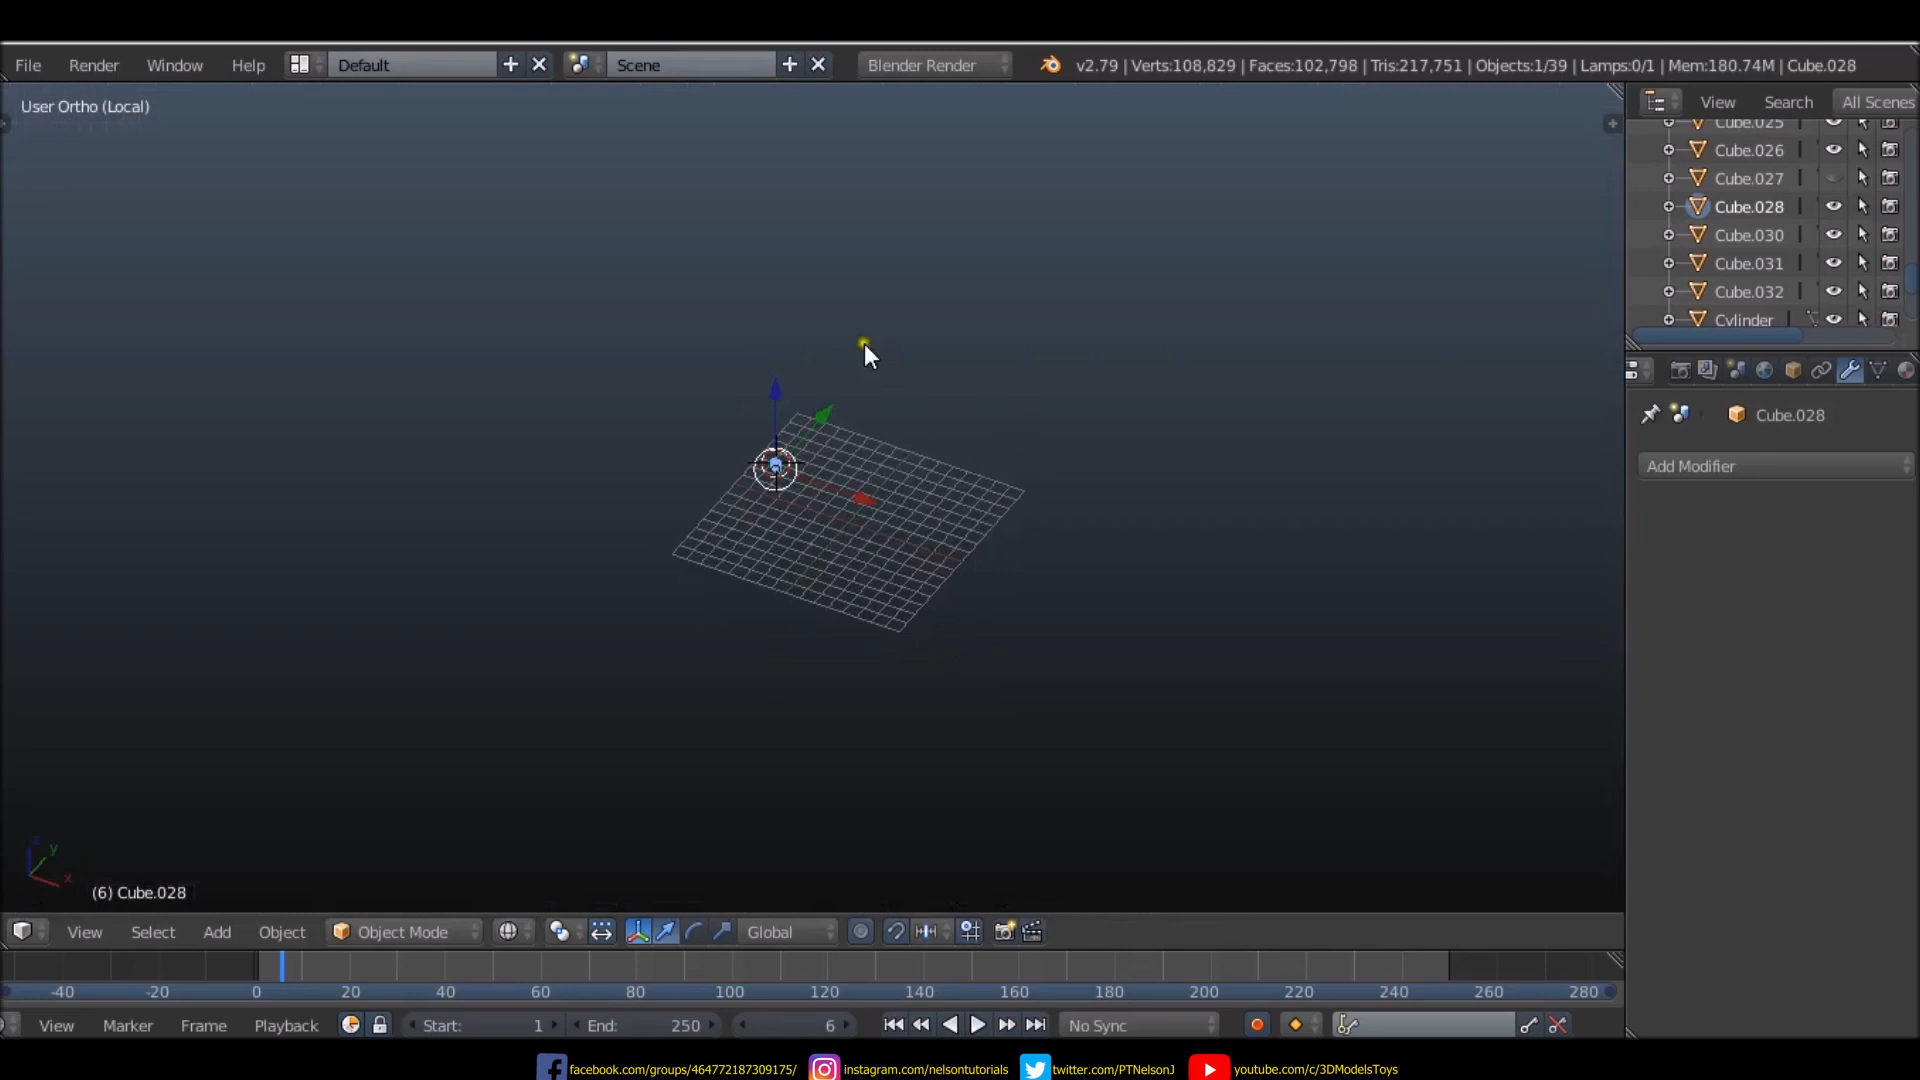 File Render Window Help Default Scene Blender Render v2.79 | Verts:108,829 | Faces:102,798 | Tris:217,751 | Objects:1/39 | Lamps:0/1 | Mem:180.74M | Cube.028
User Ortho (Local)
View Search All Scenes
Cube.025
Cube.026
Cube.027
Cube.028
Cube.030
Cube.031
Cube.032
Cylinder
Cube.028
Add Modifier
z
y
x
(6) Cube.028
View Select Add Object Object Mode Global
-40 -20 0 20 40 60 80 100 120 140 160 180 200 220 240 260 280
View Marker Frame Playback Start: 1 End: 250 6 No Sync
facebook.com/groups/464772187309175/ instagram.com/nelsontutorials twitter.com/PTNelsonJ youtube.com/c/3DModelsToys